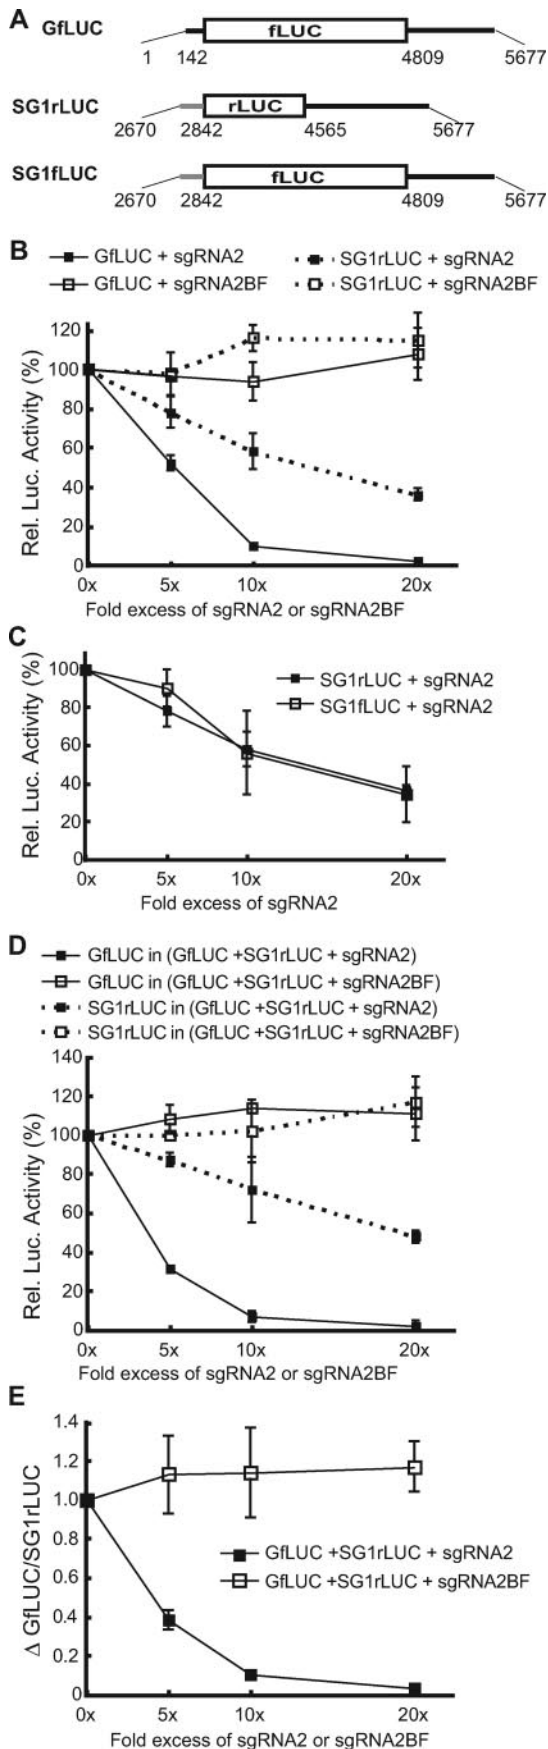 A
GfLUC
fLUC
1 142 4809 5677
SG1rLUC
rLUC
2670 2842 4565 5677
SG1fLUC
fLUC
2670 2842 4809 5677
B
GfLUC + sgRNA2 SG1rLUC + sgRNA2
GfLUC + sgRNA2BF SG1rLUC + sgRNA2BF
Rel. Luc. Activity (%)
120
100
80
60
40
20
0
0x 5x 10x 20x
Fold excess of sgRNA2 or sgRNA2BF
C
Rel. Luc. Activity (%)
100
80
60
40
20
0
SG1rLUC + sgRNA2
SG1fLUC + sgRNA2
0x 5x 10x 20x
Fold excess of sgRNA2
D
GfLUC in (GfLUC +SG1rLUC + sgRNA2)
GfLUC in (GfLUC +SG1rLUC + sgRNA2BF)
SG1rLUC in (GfLUC +SG1rLUC + sgRNA2)
SG1rLUC in (GfLUC +SG1rLUC + sgRNA2BF)
Rel. Luc. Activity (%)
140
120
100
80
60
40
20
0
0x 5x 10x 20x
Fold excess of sgRNA2 or sgRNA2BF
E
Δ GfLUC/SG1rLUC
1.4
1.2
1.0
0.8
0.6
0.4
0.2
0
GfLUC +SG1rLUC + sgRNA2
GfLUC +SG1rLUC + sgRNA2BF
0x 5x 10x 20x
Fold excess of sgRNA2 or sgRNA2BF